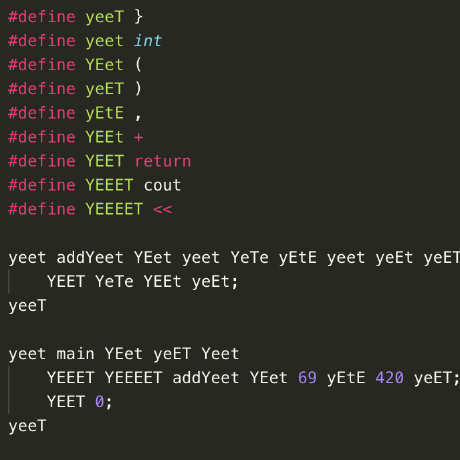 #define yeeT }
#define yeet int
#define YEet (
#define yeET )
#define yEtE ,
#define YEEt +
#define YEET return
#define YEEET cout
#define YEEEET <<
yeet addYeet YEet yeet YeTe yEtE yeet yeEt yeET
YEET YeTe YEEt yeEt;
yeeT
yeet main YEet yeET Yeet
YEEET YEEEET addYeet YEet 69 yEtE 420 yeET;
YEET 0;
yeeT